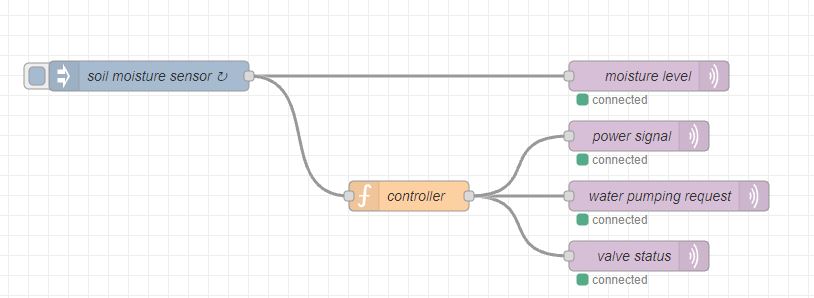 soil moisture sensor ↻
moisture level
connected
power signal
connected
controller
water pumping request
connected
valve status
connected